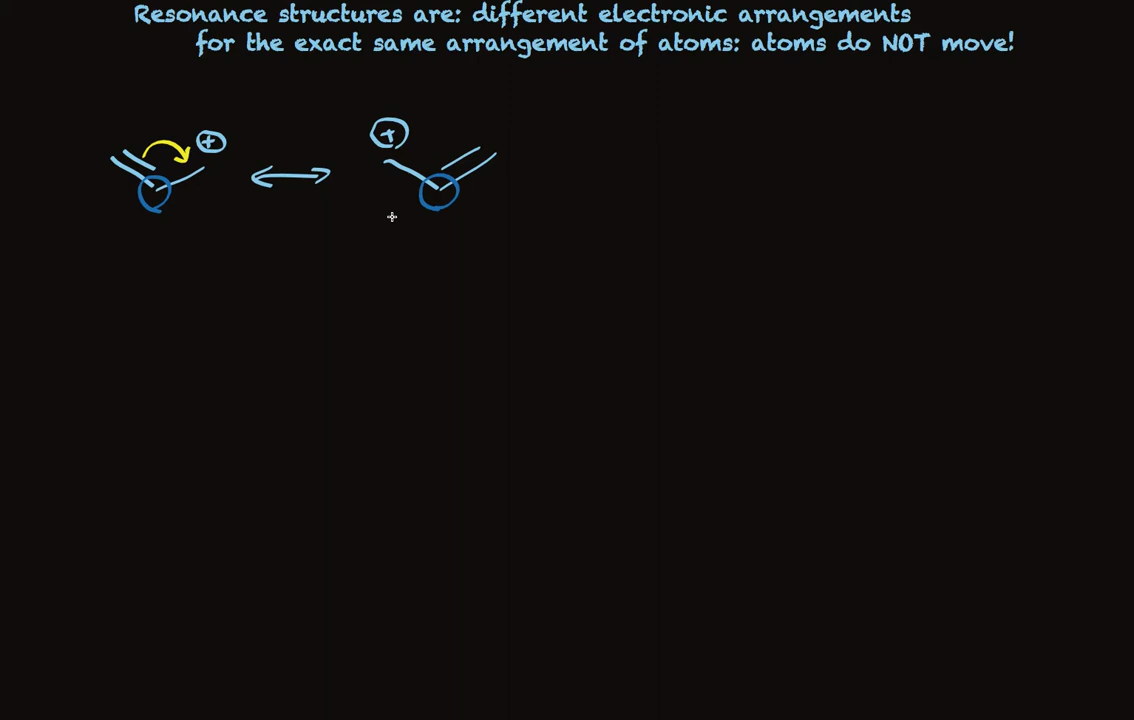 Resonance structures are: different electronic arrangements
for the exact same arrangement of atoms: atoms do NOT move!
+ +